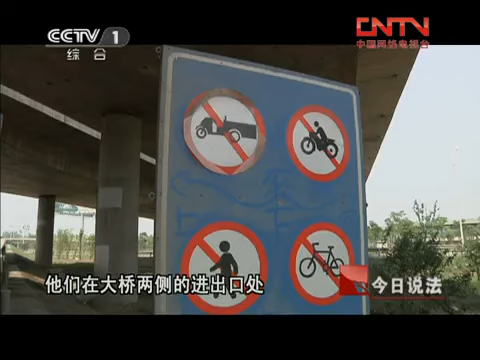 CCTV 1
综合
CNTV
中国网络电视台
他们在大桥两侧的进出口处
今日说法